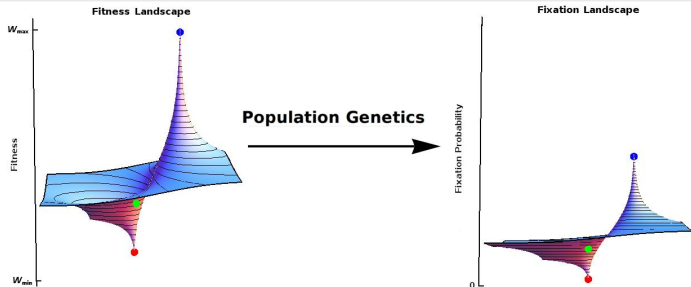 Fitness Landscape
Wmax
Fitness
Wmin
Population Genetics
Fixation Landscape
Fixation Probability
0